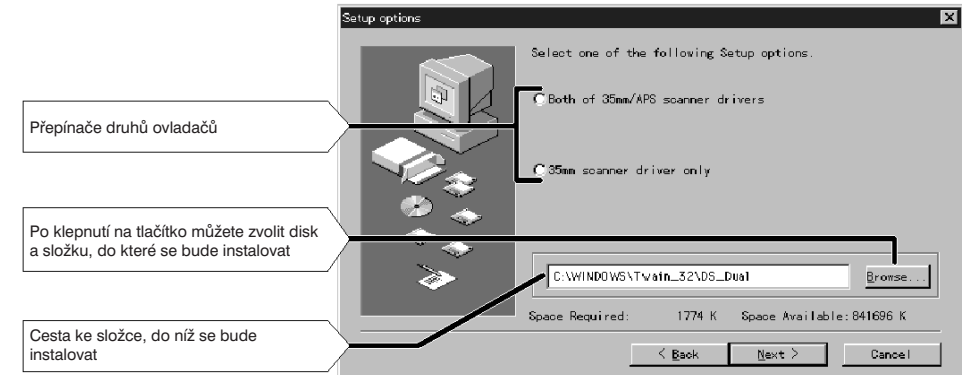 Setup options
Select one of the following Setup options.
Both of 35mm/APS scanner drivers
Přepínače druhů ovladačů
35mm scanner driver only
Po klepnutí na tlačítko můžete zvolit disk
a složku, do které se bude instalovat
C:\WINDOWS\Twain_32\DS_Dual
Browse...
Space Required: 1774 K Space Available: 841696 K
Cesta ke složce, do níž se bude
instalovat
< Back Next > Cancel